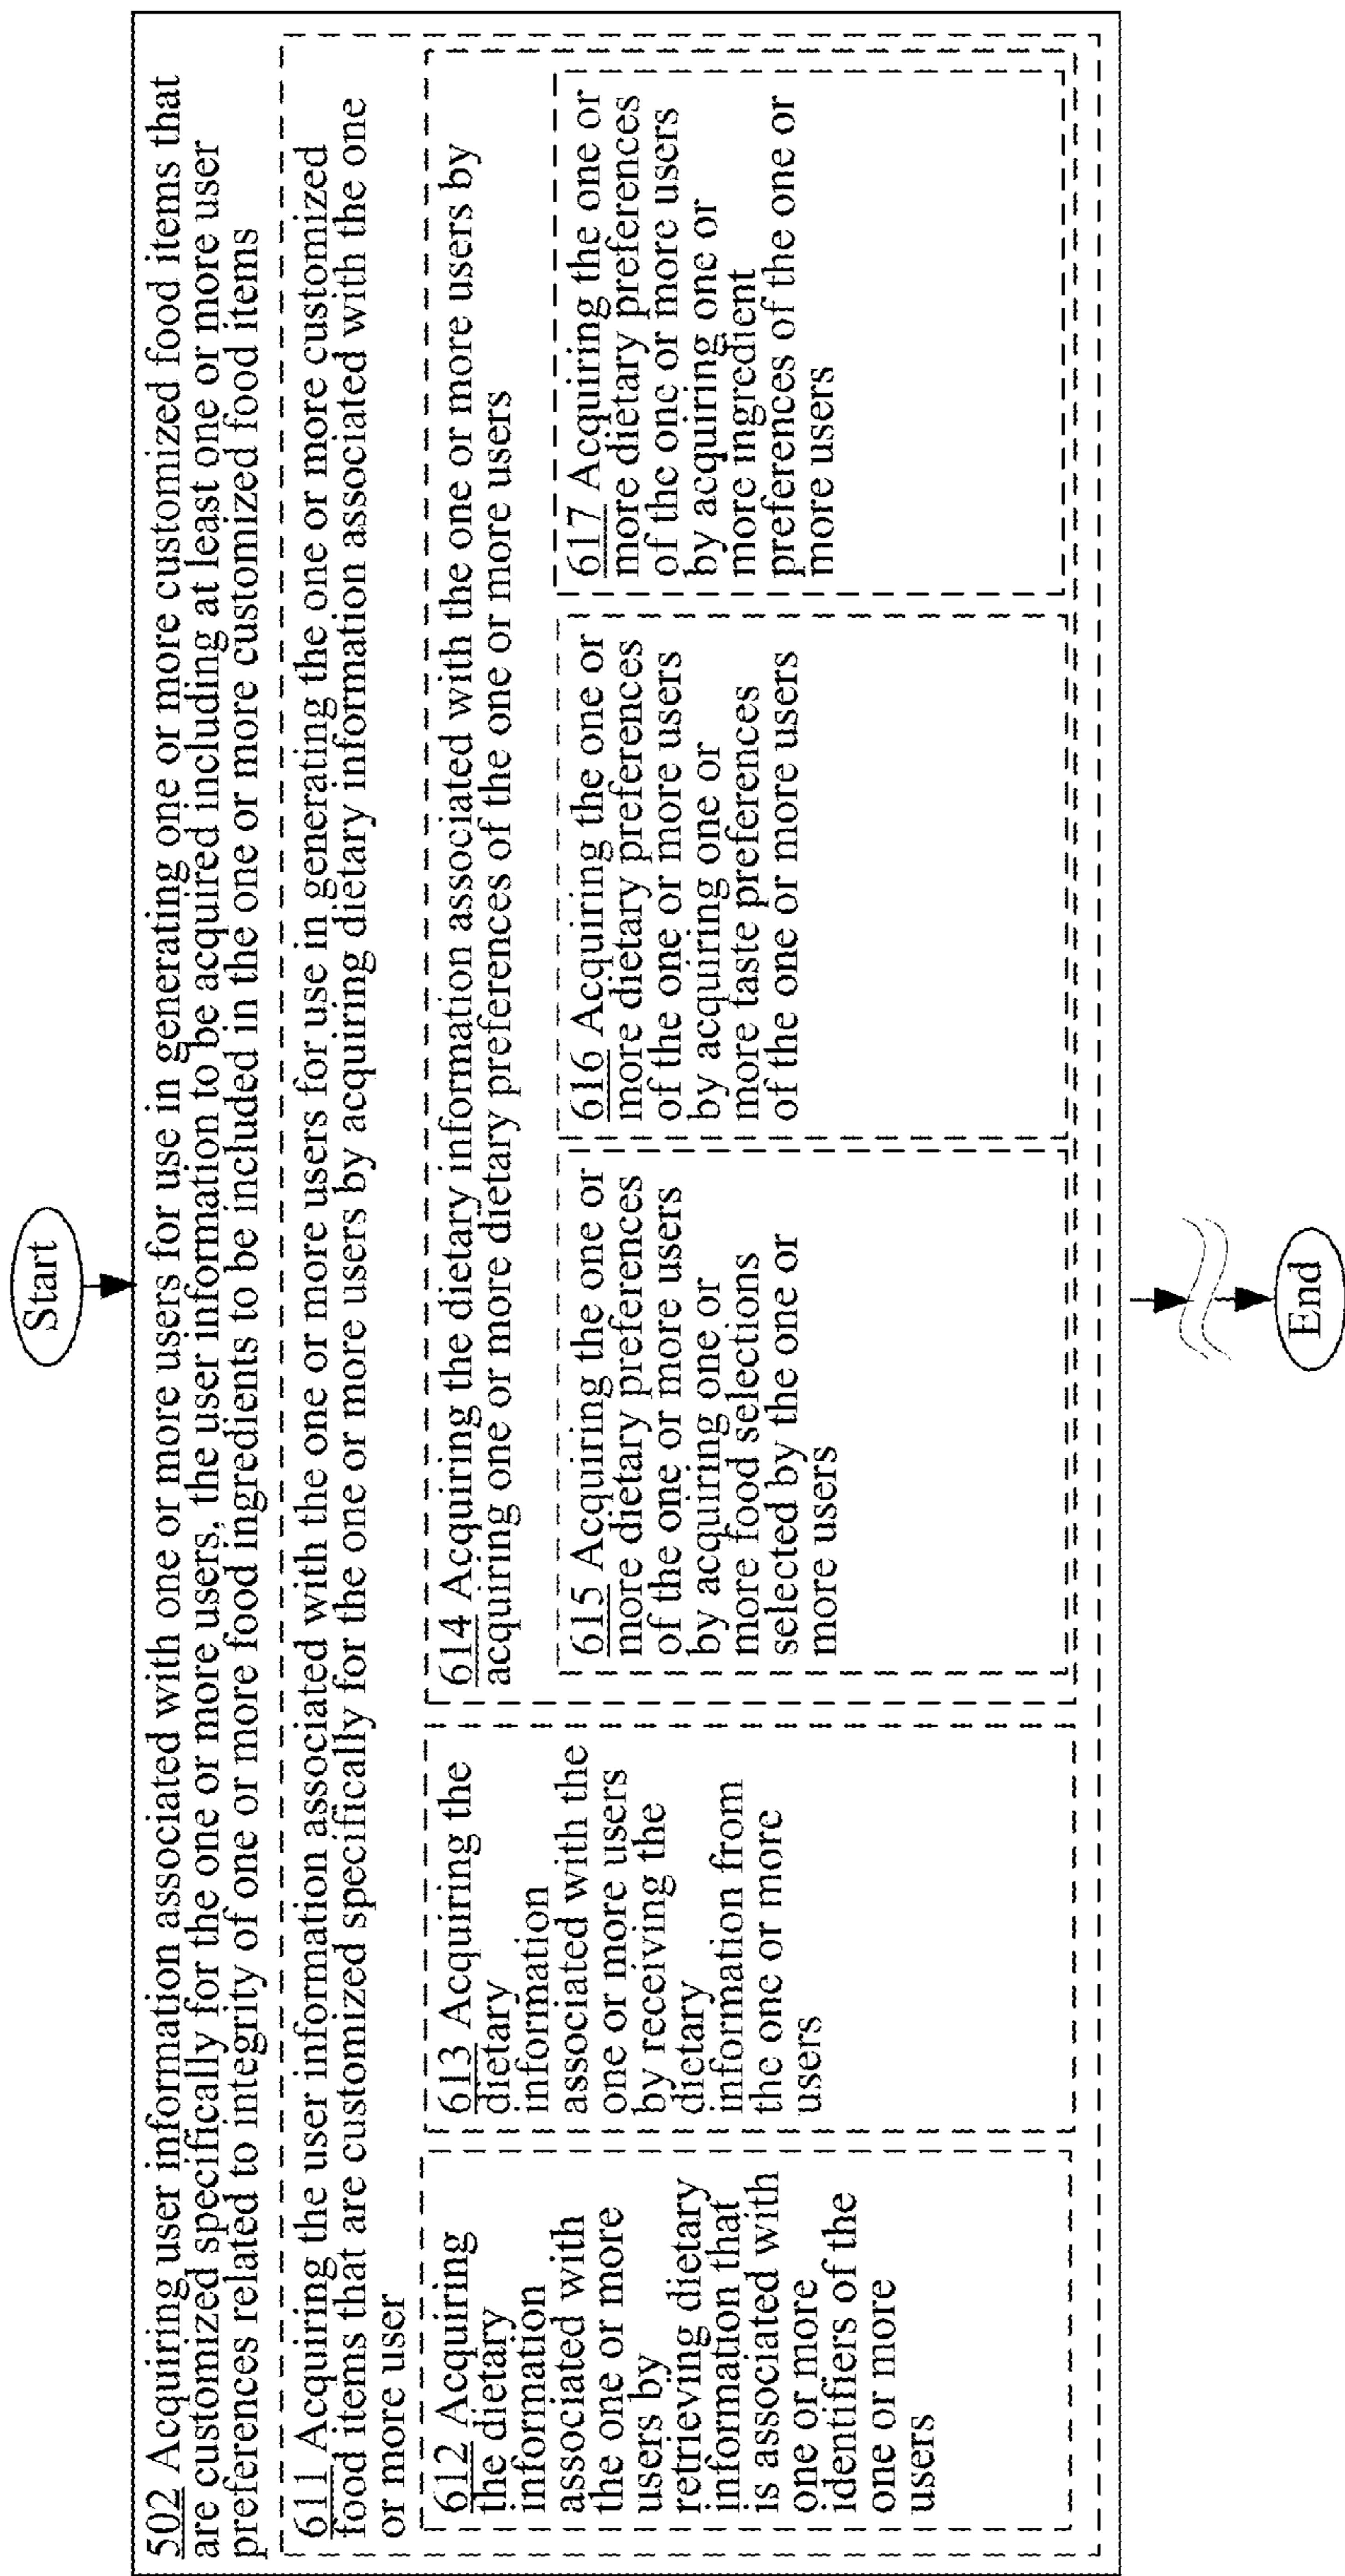 Start
502 Acquiring user information associated with one or more users for use in generating one or more customized food items that
are customized specifically for the one or more users, the user information to be acquired including at least one or more user
preferences related to integrity of one or more food ingredients to be included in the one or more customized food items
611 Acquiring the user information associated with the one or more users for use in generating the one or more customized
food items that are customized specifically for the one or more users by acquiring dietary information associated with the one
or more user
612 Acquiring
the dietary
information
associated with
the one or more
users by
retrieving dietary
information that
is associated with
one or more
identifiers of the
one or more
users
613 Acquiring the
dietary
information
associated with the
one or more users
by receiving the
dietary
information from
the one or more
users
614 Acquiring the dietary information associated with the one or more users by
acquiring one or more dietary preferences of the one or more users
615 Acquiring the one or
more dietary preferences
of the one or more users
by acquiring one or
more food selections
selected by the one or
more users
616 Acquiring the one or
more dietary preferences
of the one or more users
by acquiring one or
more taste preferences
of the one or more users
617 Acquiring the one or
more dietary preferences
of the one or more users
by acquiring one or
more ingredient
preferences of the one or
more users
End